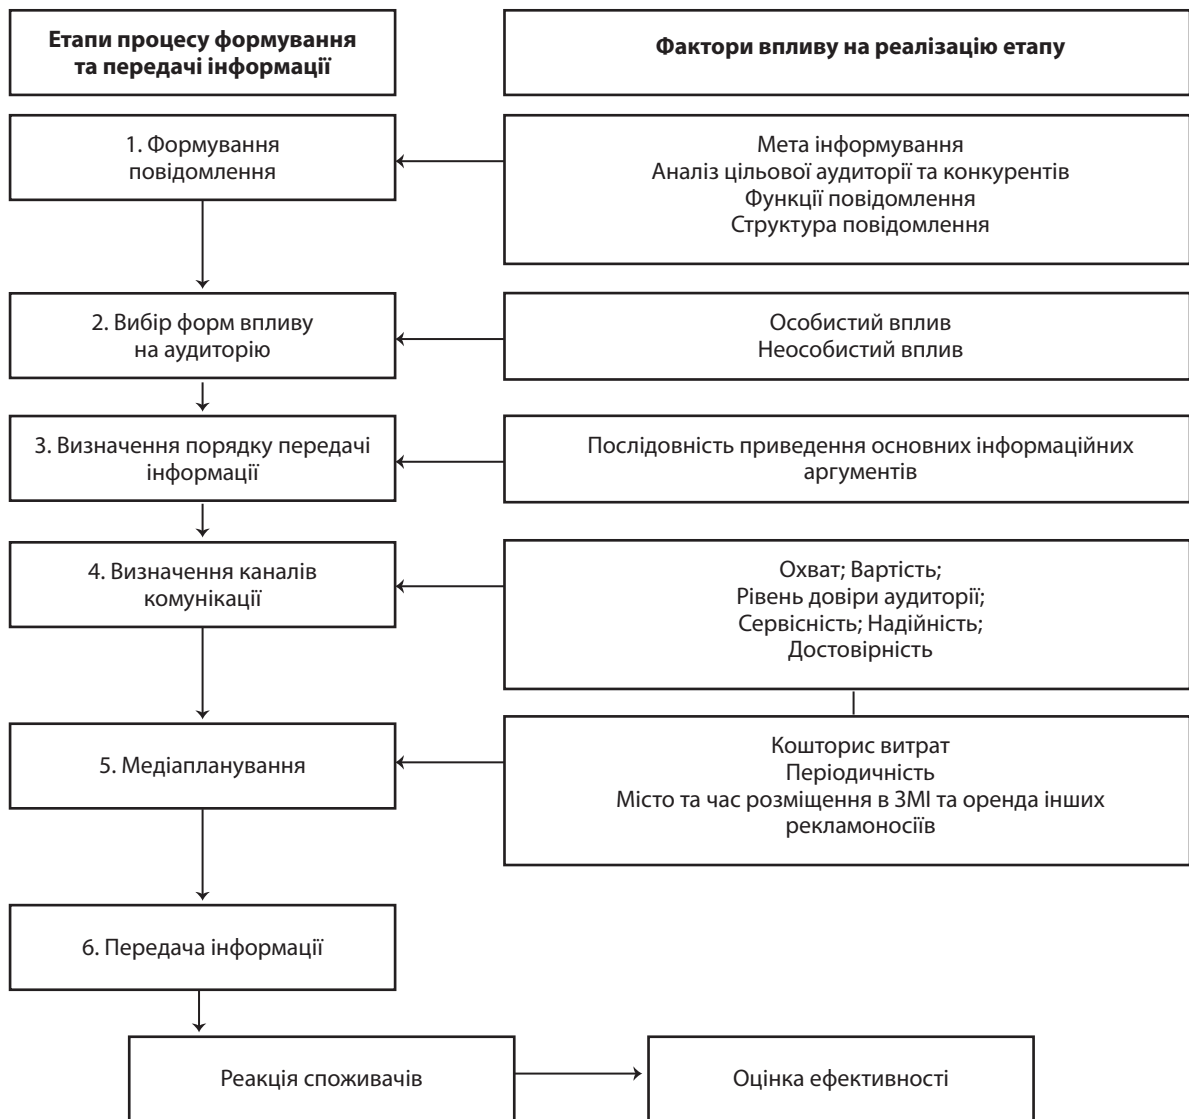 Етапи процесу формування
та передачі інформації
Фактори впливу на реалізацію етапу
1. Формування
повідомлення
Мета інформування
Аналіз цільової аудиторії та конкурентів
Функції повідомлення
Структура повідомлення
2. Вибір форм впливу
на аудиторію
Особистий вплив
Неособистий вплив
3. Визначення порядку передачі
інформації
Послідовність приведення основних інформаційних
аргументів
4. Визначення каналів
комунікації
Охват; Вартість;
Рівень довіри аудиторії;
Сервісність; Надійність;
Достовірність
5. Медіапланування
Кошторис витрат
Періодичність
Місто та час розміщення в ЗМІ та оренда інших
рекламоносіїв
6. Передача інформації
Реакція споживачів
Оцінка ефективності